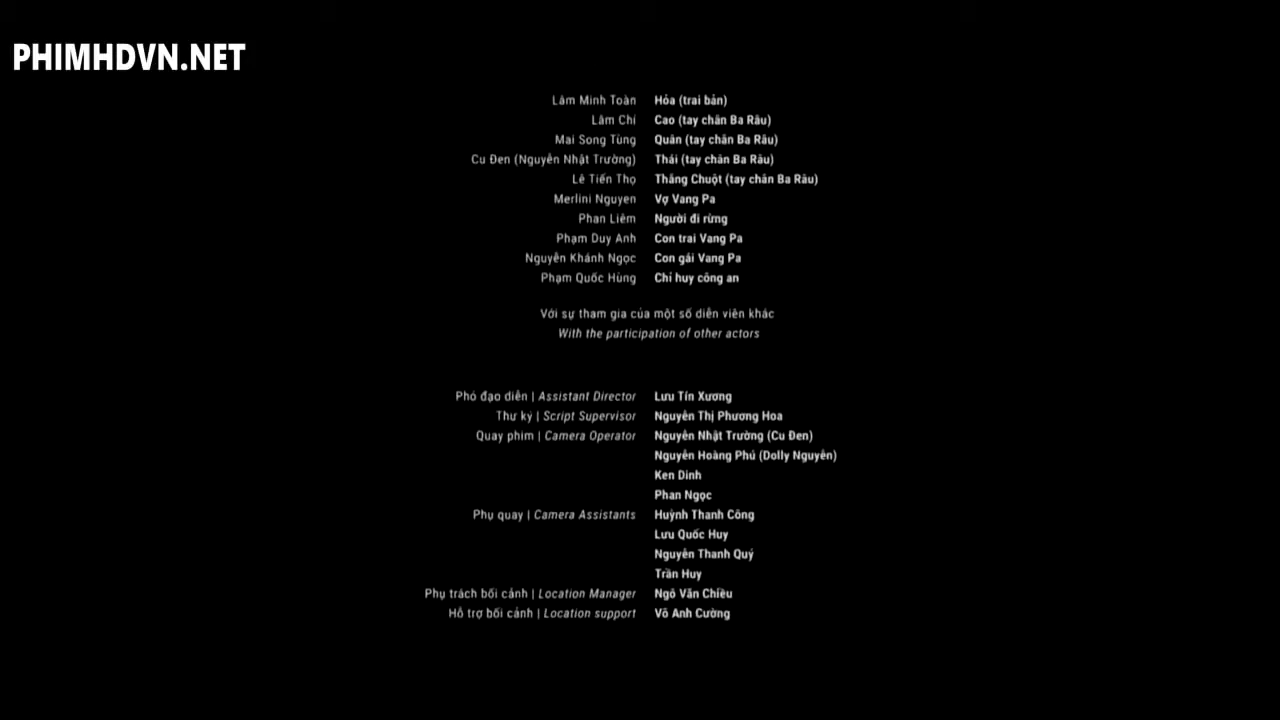 PHIMHDVN.NET
Lâm Minh Toàn Hỏa (trai bản)
Lâm Chí Cao (tay chân Ba Râu)
Mai Song Tùng Quân (tay chân Ba Râu)
Cu Đen (Nguyễn Nhật Trường) Thái (tay chân Ba Râu)
Lê Tiến Thọ Thằng Chuột (tay chân Ba Râu)
Merlini Nguyen Vợ Vang Pa
Phan Liêm Người đi rừng
Phạm Duy Anh Con trai Vang Pa
Nguyễn Khánh Ngọc Con gái Vang Pa
Phạm Quốc Hùng Chỉ huy công an
Với sự tham gia của một số diễn viên khác
With the participation of other actors
Phó đạo diễn | Assistant Director Lưu Tín Xương
Thư ký | Script Supervisor Nguyễn Thị Phương Hoa
Quay phim | Camera Operator Nguyễn Nhật Trường (Cu Đen)
Nguyễn Hoàng Phú (Dolly Nguyễn)
Ken Dinh
Phan Ngọc
Phụ quay | Camera Assistants Huỳnh Thanh Công
Lưu Quốc Huy
Nguyễn Thanh Quý
Trần Huy
Phụ trách bối cảnh | Location Manager Ngô Văn Chiều
Hỗ trợ bối cảnh | Location support Võ Anh Cường